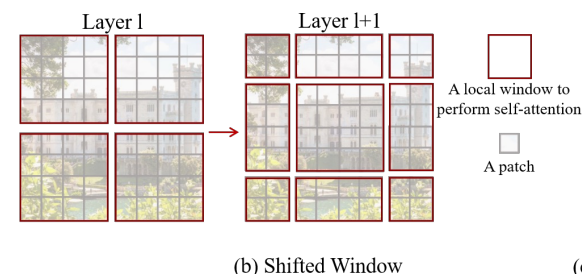 Layer l
Layer l+1
A local window to
perform self-attention
A patch
(b) Shifted Window